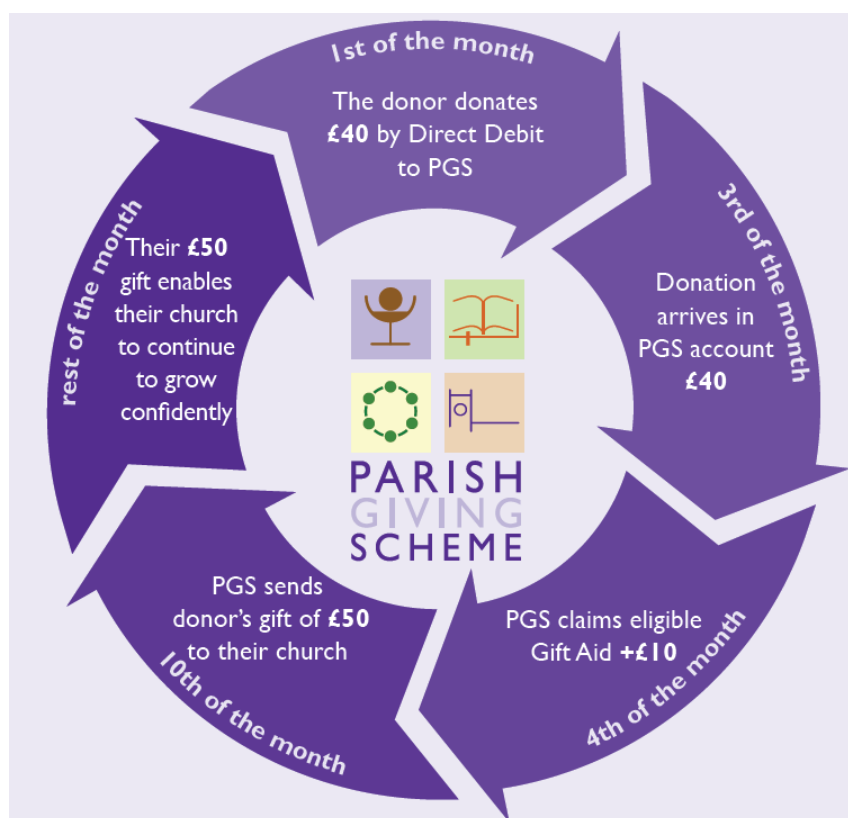 1st of the month
The donor donates
£40 by Direct Debit
to PGS
3rd of the month
Donation
arrives in
PGS account
£40
4th of the month
PGS claims eligible
Gift Aid +£10
10th of the month
PGS sends
donor’s gift of £50
to their church
rest of the month
Their £50
gift enables
their church
to continue
to grow
confidently
PARISH
GIVING
SCHEME